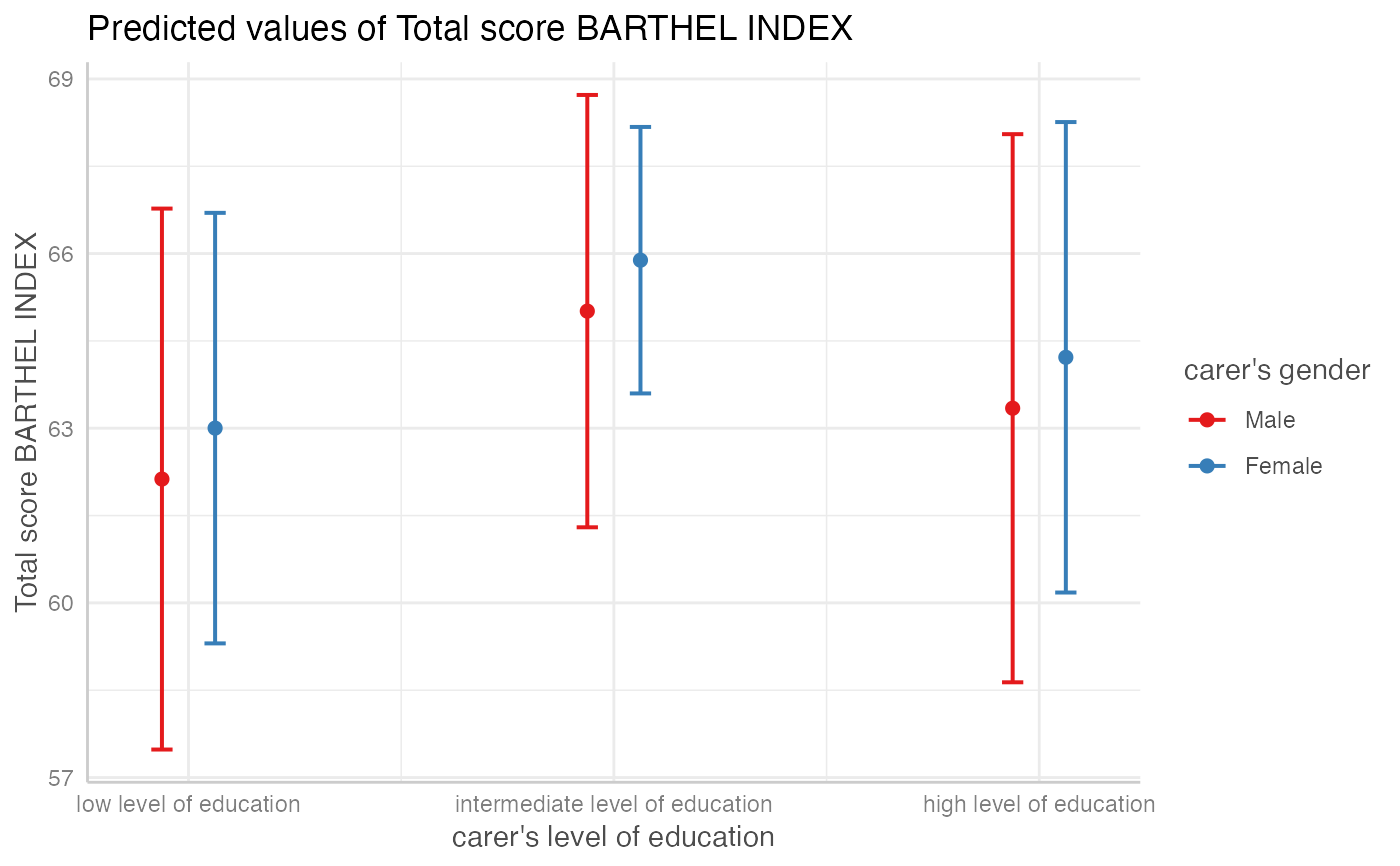 Predicted values of Total score BARTHEL INDEX
Total score BARTHEL INDEX
69
66
63
60
57
low level of education
intermediate level of education
high level of education
carer's level of education
carer's gender
Male
Female